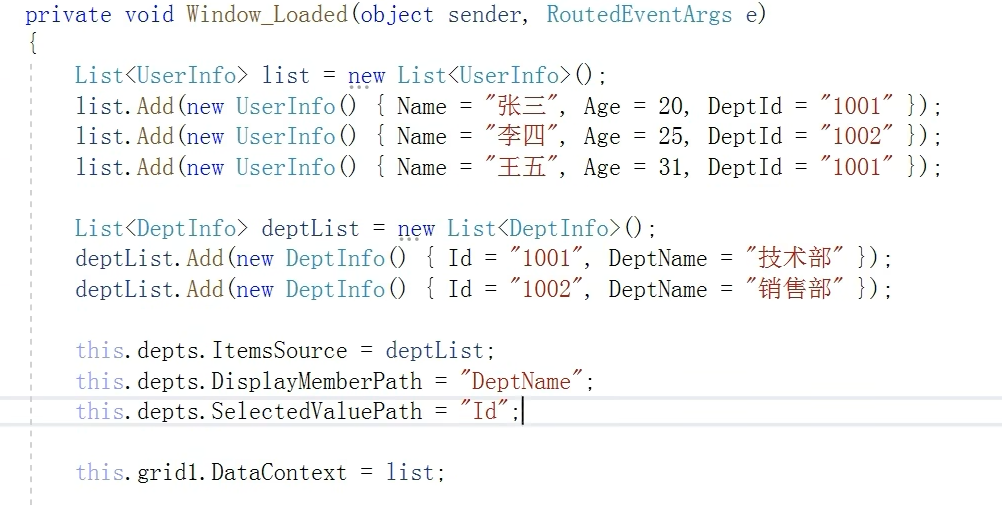 private void Window_Loaded(object sender, RoutedEventArgs e)
{
List<UserInfo> list = new List<UserInfo>();
list.Add(new UserInfo() { Name = "张三", Age = 20, DeptId = "1001" });
list.Add(new UserInfo() { Name = "李四", Age = 25, DeptId = "1002" });
list.Add(new UserInfo() { Name = "王五", Age = 31, DeptId = "1001" });
List<DeptInfo> deptList = new List<DeptInfo>();
deptList.Add(new DeptInfo() { Id = "1001", DeptName = "技术部" });
deptList.Add(new DeptInfo() { Id = "1002", DeptName = "销售部" });
this.depts.ItemsSource = deptList;
this.depts.DisplayMemberPath = "DeptName";
this.depts.SelectedValuePath = "Id";
this.grid1.DataContext = list;